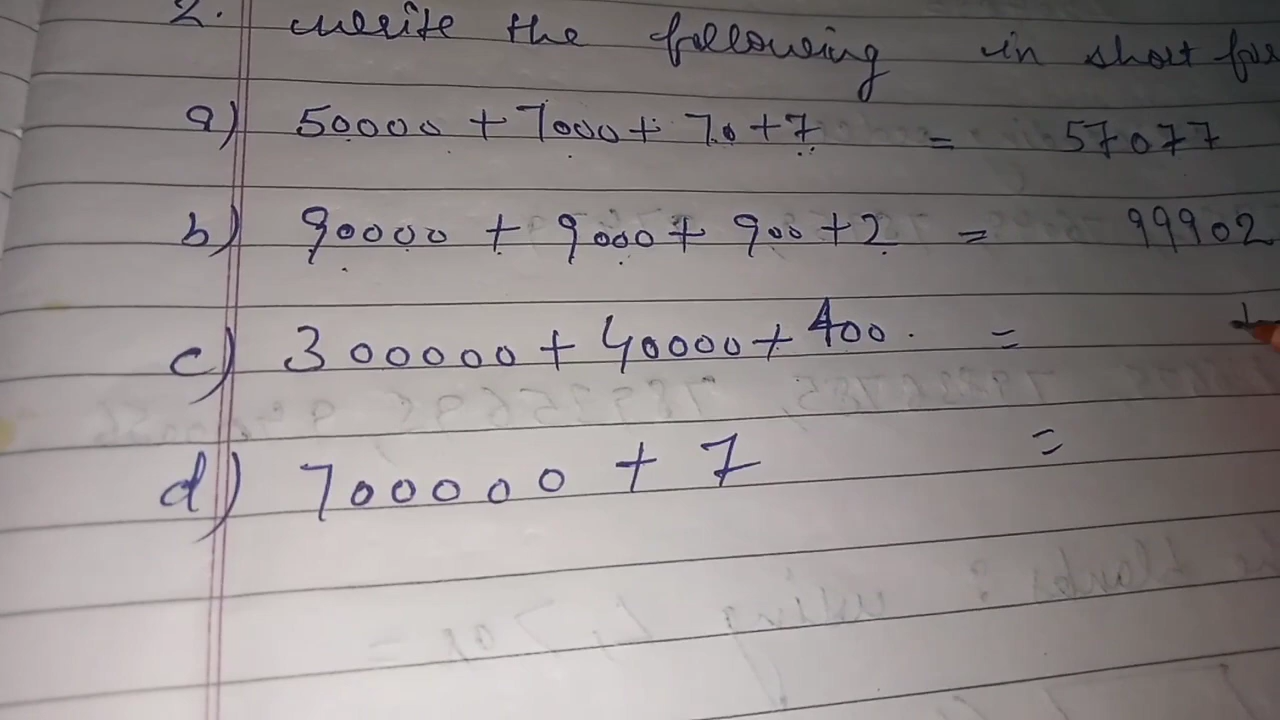 2. write the following in short
a) 50000 + 7000 + 70 + 7 = 57077
b) 90000 + 9000 + 900 + 2 = 99902
c) 300000 + 40000 + 400. =
d) 700000 + 7 =